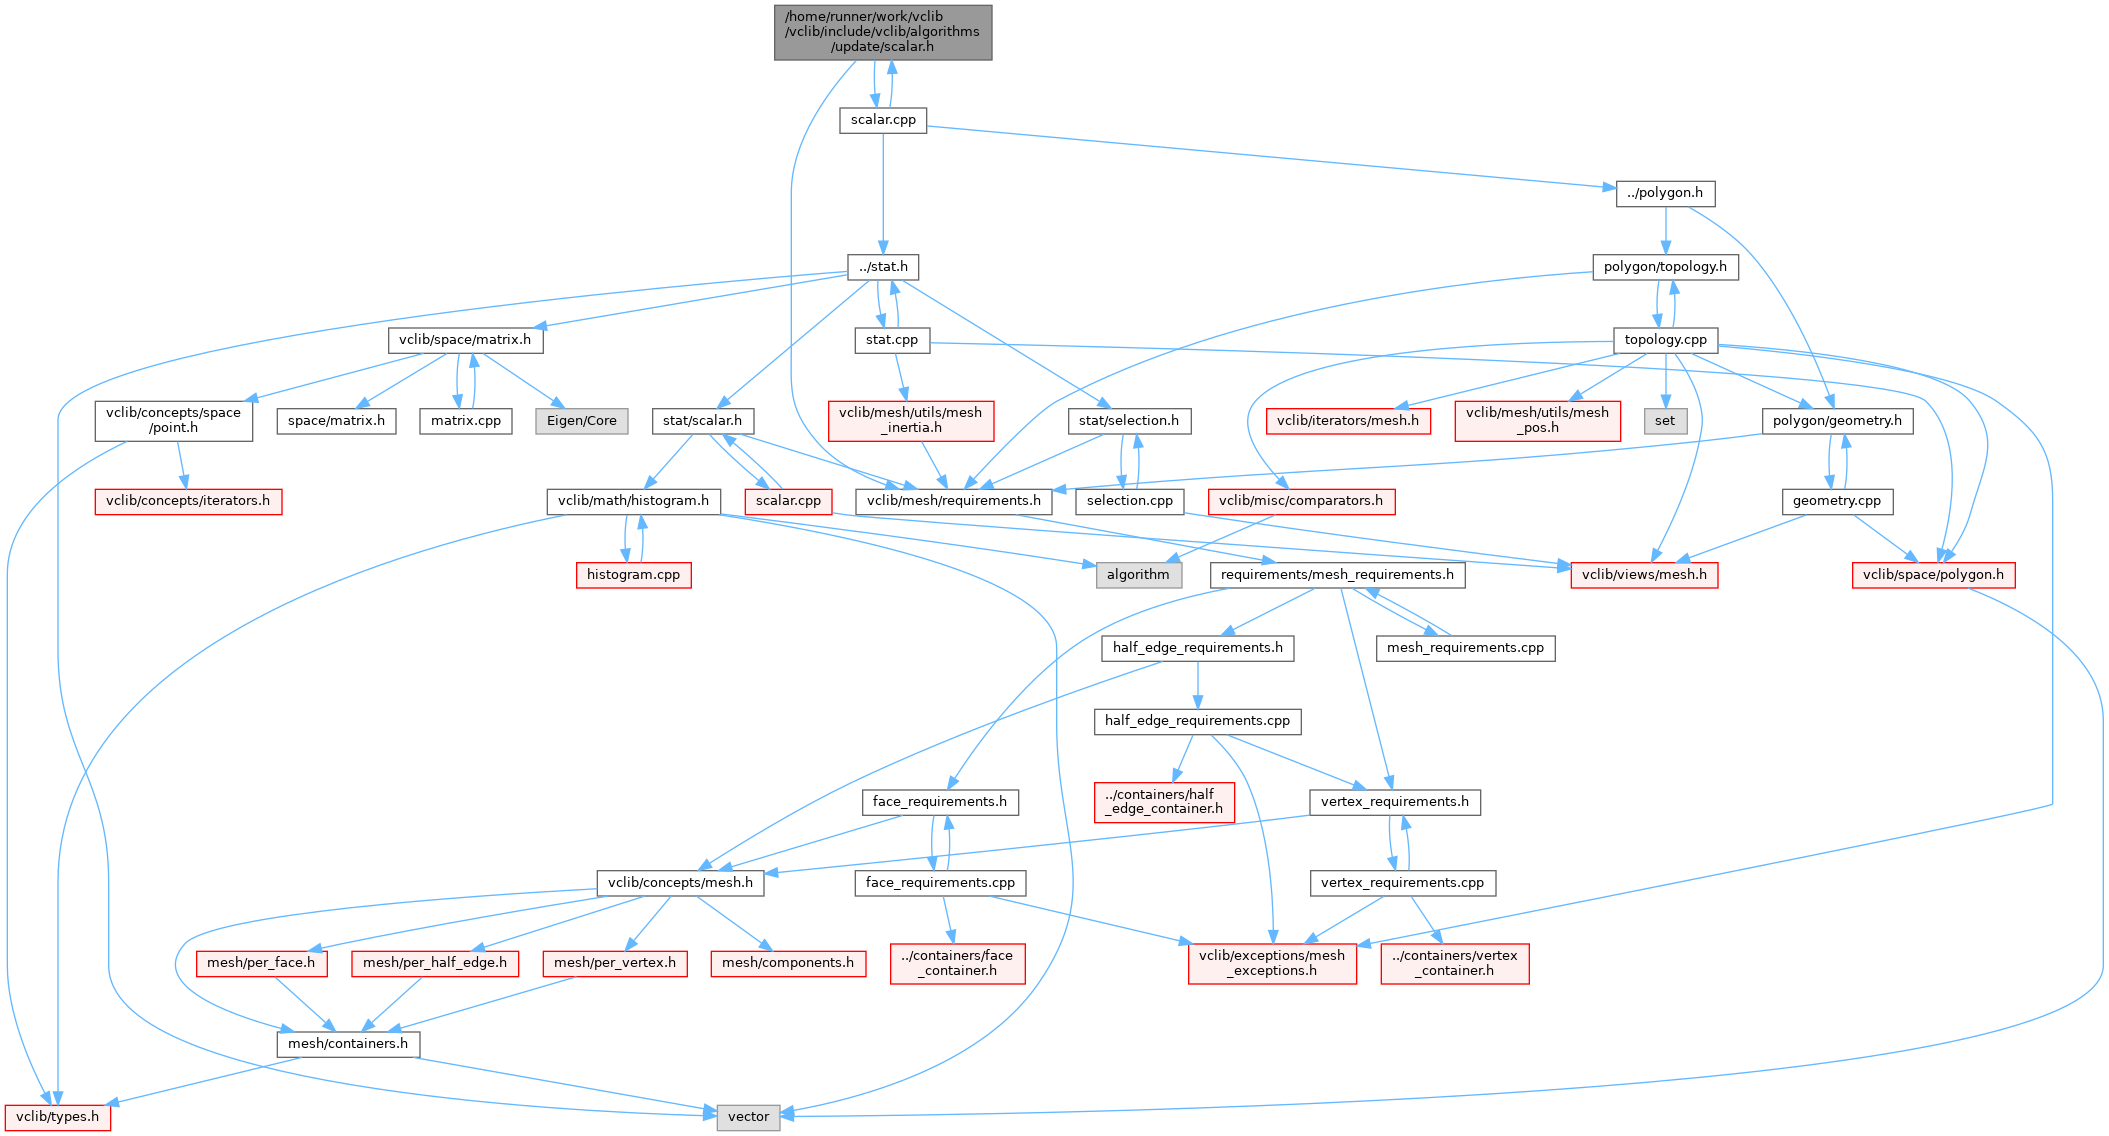 /home/runner/work/vclib
/vclib/include/vclib/algorithms
/update/scalar.h
scalar.cpp
../polygon.h
../stat.h
polygon/topology.h
vclib/space/matrix.h
stat.cpp
topology.cpp
vclib/concepts/space
/point.h
space/matrix.h
matrix.cpp
Eigen/Core
stat/scalar.h
vclib/mesh/utils/mesh
_inertia.h
stat/selection.h
vclib/iterators/mesh.h
vclib/mesh/utils/mesh
_pos.h
set
polygon/geometry.h
vclib/concepts/iterators.h
vclib/math/histogram.h
scalar.cpp
vclib/mesh/requirements.h
selection.cpp
vclib/misc/comparators.h
geometry.cpp
histogram.cpp
algorithm
requirements/mesh_requirements.h
vclib/views/mesh.h
vclib/space/polygon.h
half_edge_requirements.h
mesh_requirements.cpp
half_edge_requirements.cpp
../containers/half
_edge_container.h
face_requirements.h
vertex_requirements.h
vclib/concepts/mesh.h
face_requirements.cpp
vertex_requirements.cpp
mesh/per_face.h
mesh/per_half_edge.h
mesh/per_vertex.h
mesh/components.h
../containers/face
_container.h
vclib/exceptions/mesh
_exceptions.h
../containers/vertex
_container.h
mesh/containers.h
vclib/types.h
vector